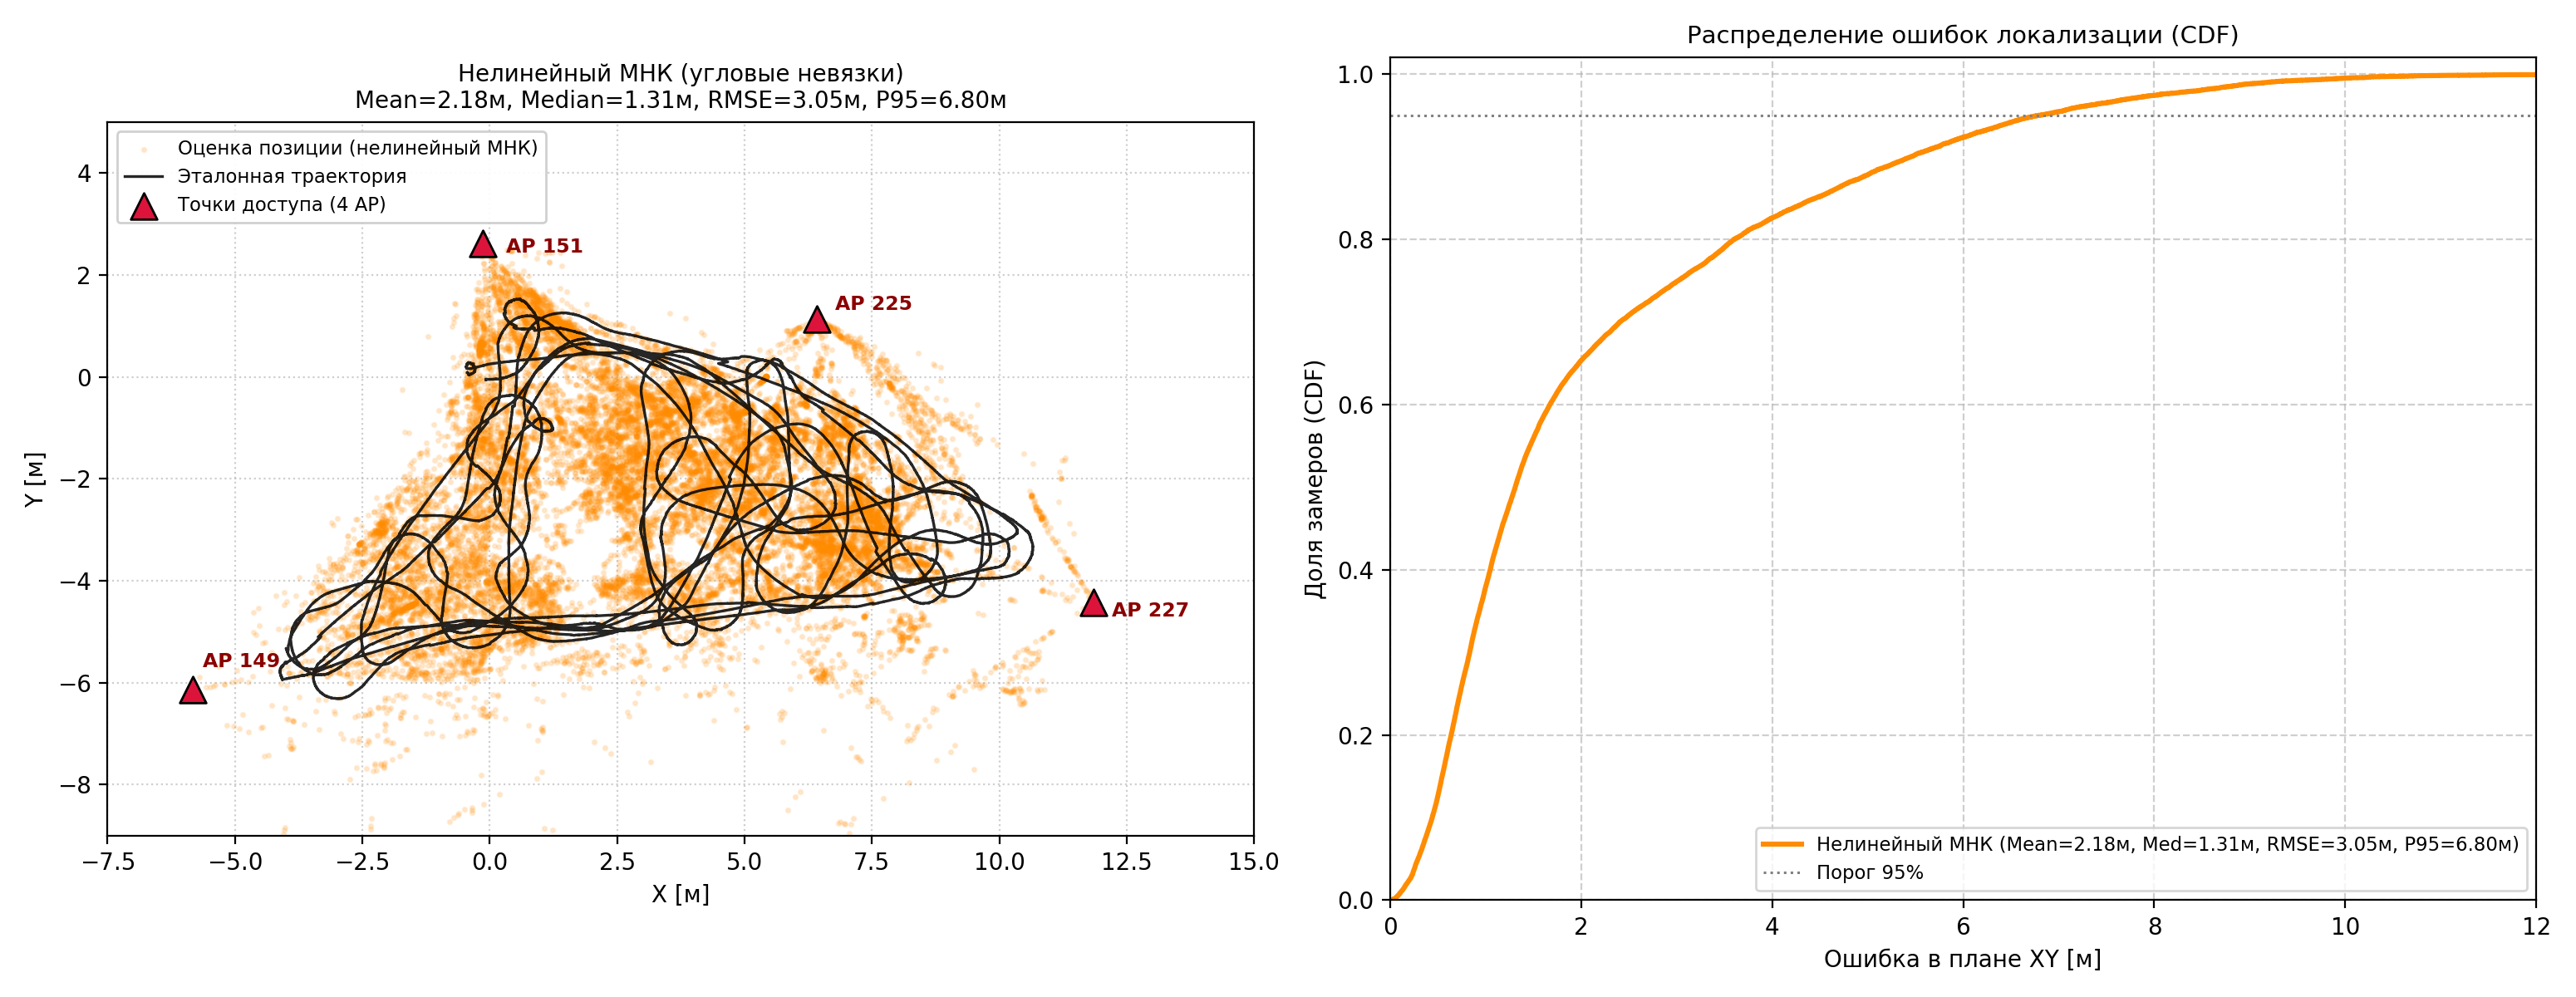 Нелинейный МНК (угловые невязки)
Mean=2.18м, Median=1.31м, RMSE=3.05м, P95=6.80м
Оценка позиции (нелинейный МНК)
Эталонная траектория
Точки доступа (4 AP)
AP 151
AP 225
AP 227
AP 149
4
2
0
−2
−4
−6
−8
Y [м]
−7.5 −5.0 −2.5 0.0 2.5 5.0 7.5 10.0 12.5 15.0
X [м]
Распределение ошибок локализации (CDF)
1.0
0.8
0.6
0.4
0.2
0.0
Доля замеров (CDF)
Нелинейный МНК (Mean=2.18м, Med=1.31м, RMSE=3.05м, P95=6.80м)
Порог 95%
0 2 4 6 8 10 12
Ошибка в плане XY [м]